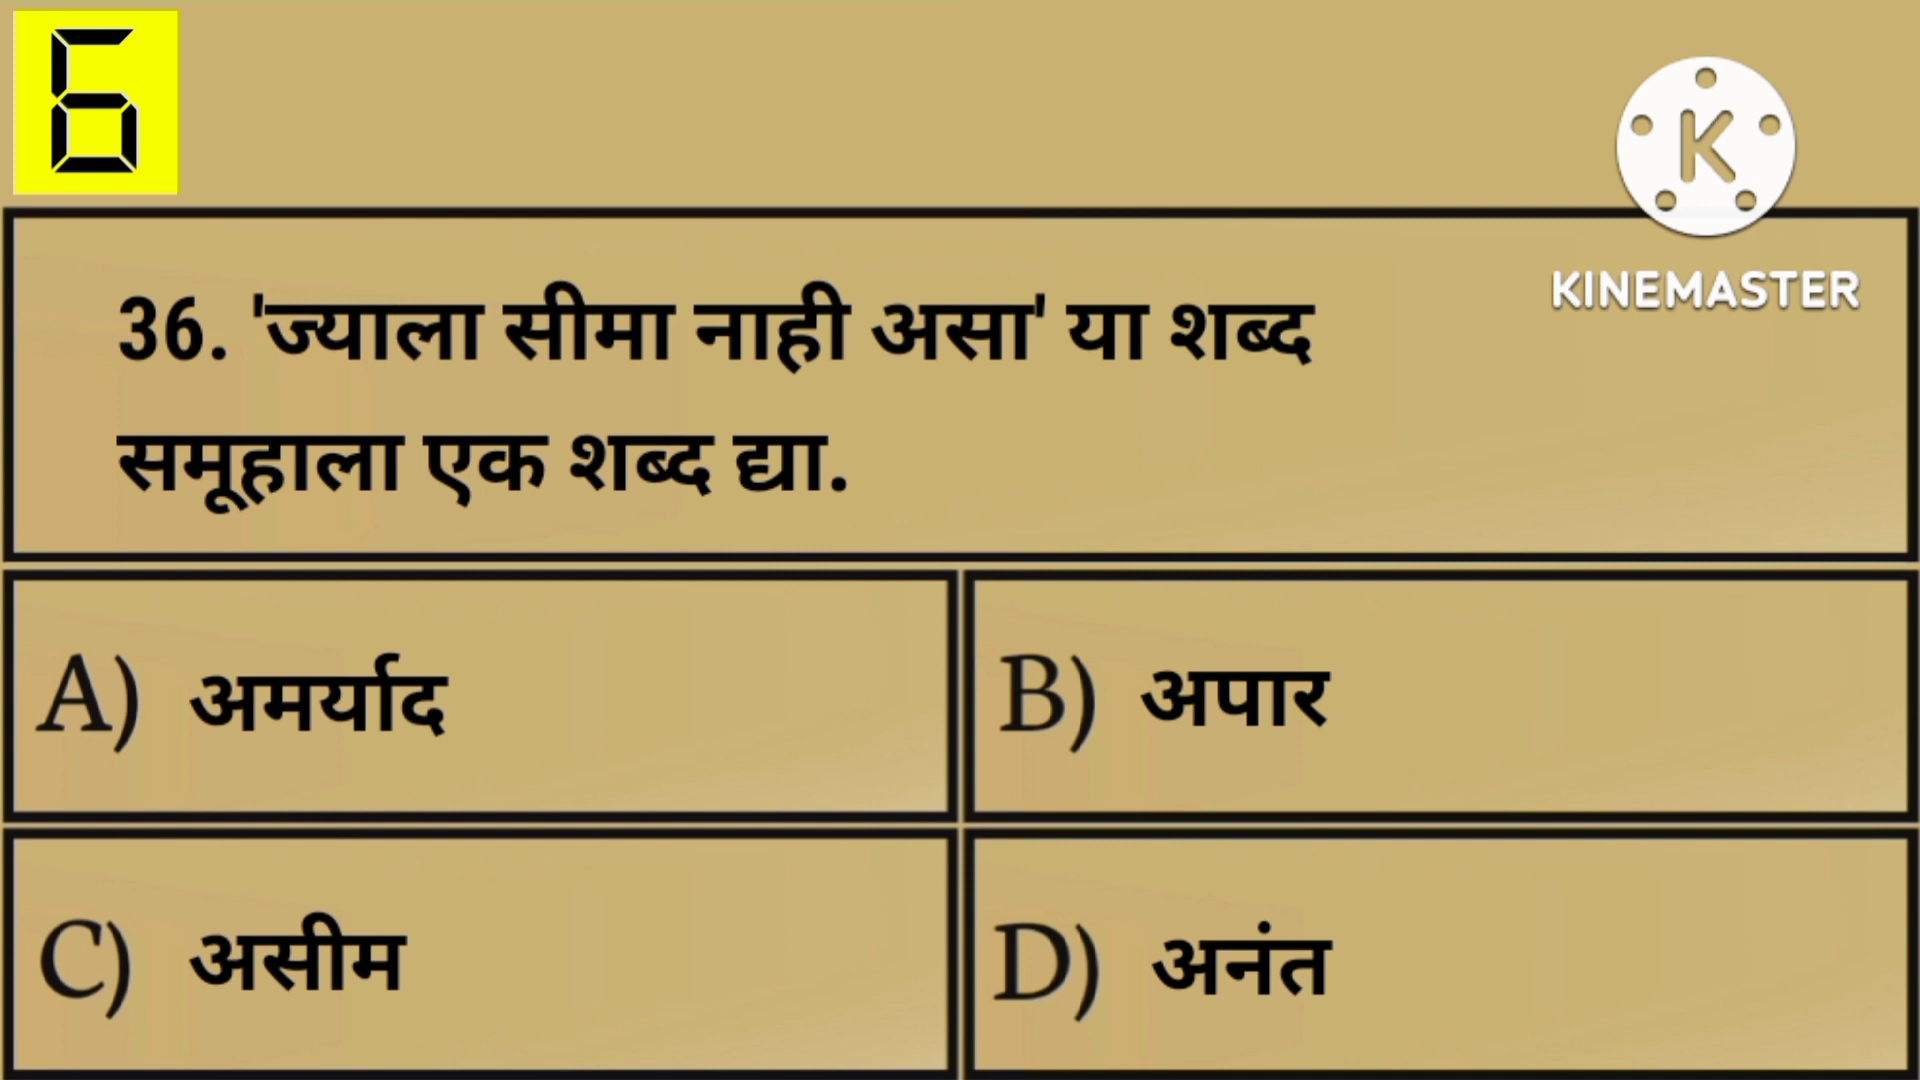 6
KINEMASTER
36. 'ज्याला सीमा नाही असा' या शब्द
समूहाला एक शब्द द्या.
A) अमर्याद
B) अपार
C) असीम
D) अनंत